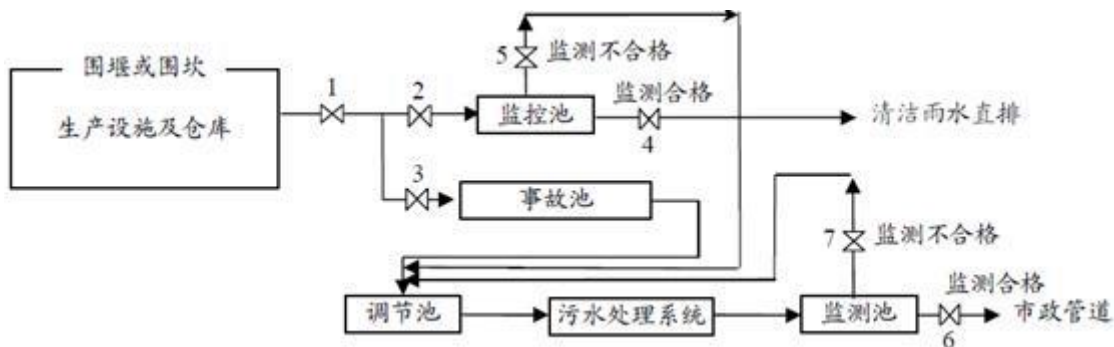 围堰或围坎
生产设施及仓库
1
2
3
5
监测不合格
监控池
监测合格
4
清洁雨水直排
事故池
7
监测不合格
调节池
污水处理系统
监测池
监测合格
6
市政管道